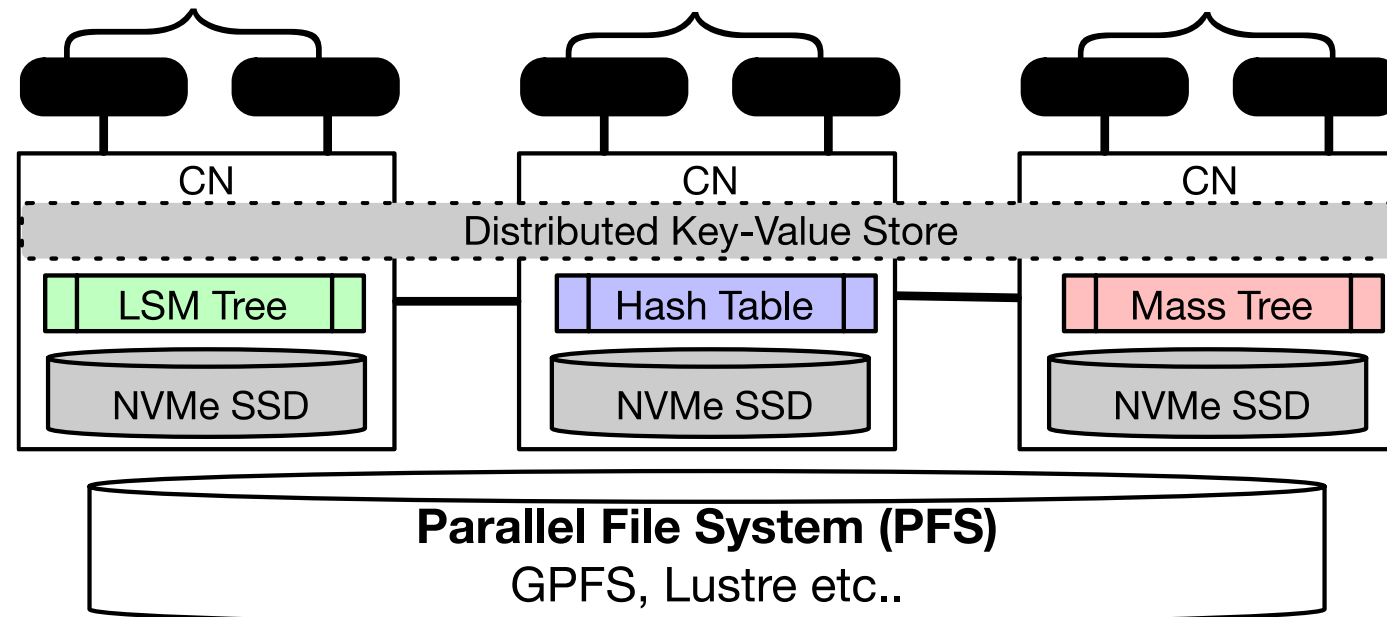 CN CN CN
Distributed Key-Value Store
LSM Tree Hash Table Mass Tree
NVMe SSD NVMe SSD NVMe SSD
Parallel File System (PFS)
GPFS, Lustre etc..